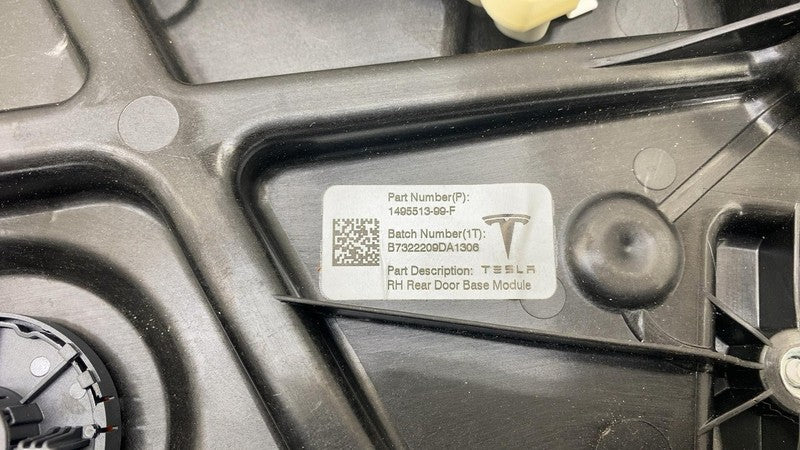 Part Number(P):
1495513-99-F
Batch Number(1T):
B7322209DA1306
Part Description: TESLA
RH Rear Door Base Module